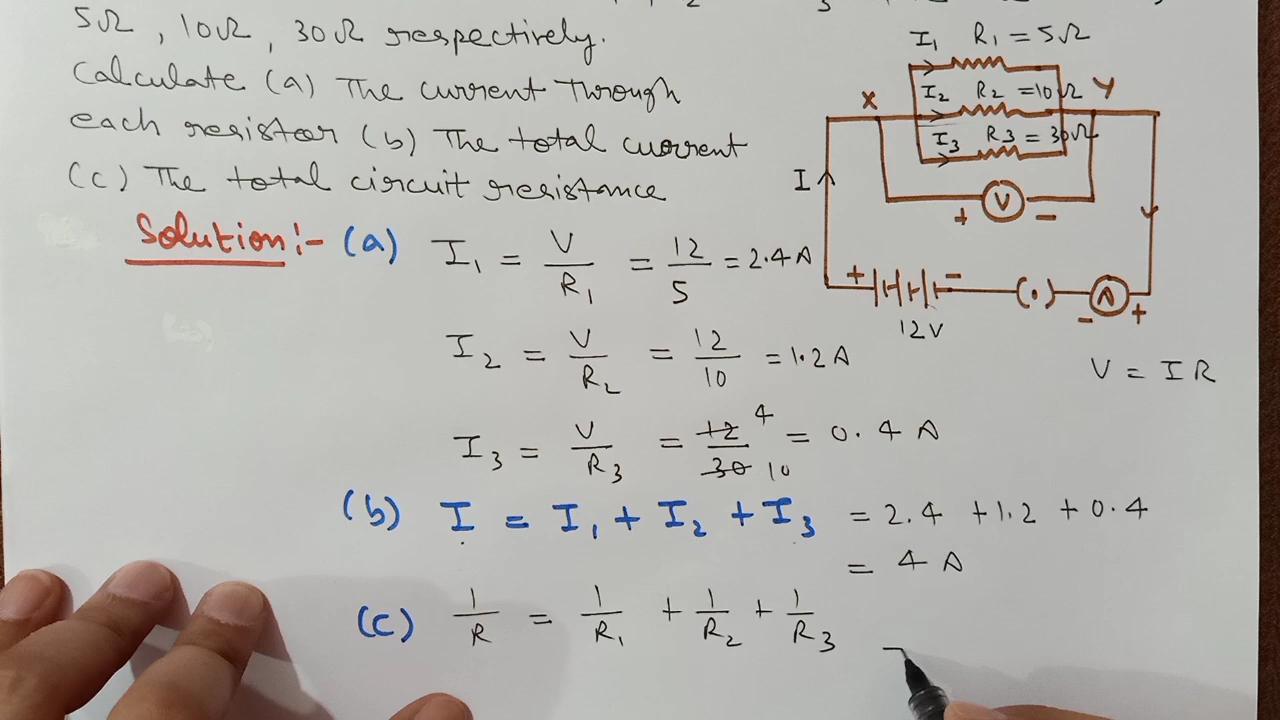 5Ω, 10Ω, 30Ω respectively.
Calculate (a) The current Through
each resistor (b) The total current
(c) The total circuit resistance
I₁ R₁ = 5Ω
I₂ R₂ = 10Ω
X Y
I₃ R₃ = 30Ω
I
+ V -
+ - (·) - A +
12V
V = IR
Solution:- (a) I₁ = V/R₁ = 12/5 = 2.4 A
I₂ = V/R₂ = 12/10 = 1.2 A
I₃ = V/R₃ = 12/30 4/10 = 0.4 A
(b) I = I₁ + I₂ + I₃ = 2.4 + 1.2 + 0.4
= 4 A
(c) 1/R = 1/R₁ + 1/R₂ + 1/R₃